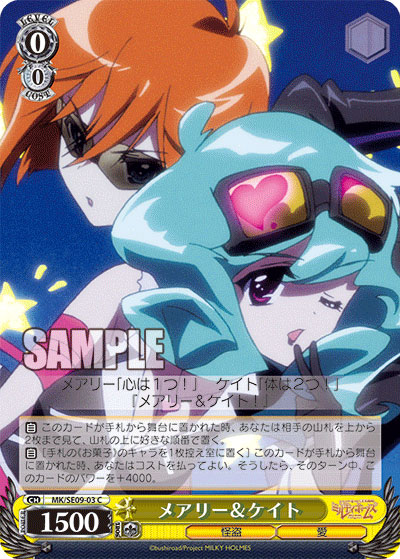 LEVEL
0
0
COST
SAMPLE
メアリー「心は1つ!」 ケイト「体は2つ!」
『メアリー&ケイト!』
自 このカードが手札から舞台に置かれた時、あなたは相手の山札を上から
2枚まで見て、山札の上に好きな順番で置く。
自 ［手札の《お菓子》のキャラを1枚控え室に置く］ このカードが手札から舞台に置かれた
時、あなたはコストを払ってよい。そうしたら、そのターン中、こ
のカードのパワーを+4000。
CH MK/SE09-03 C
1500
メアリー&ケイト
怪盗 愛
©bushiroad/Project MILKY HOLMES